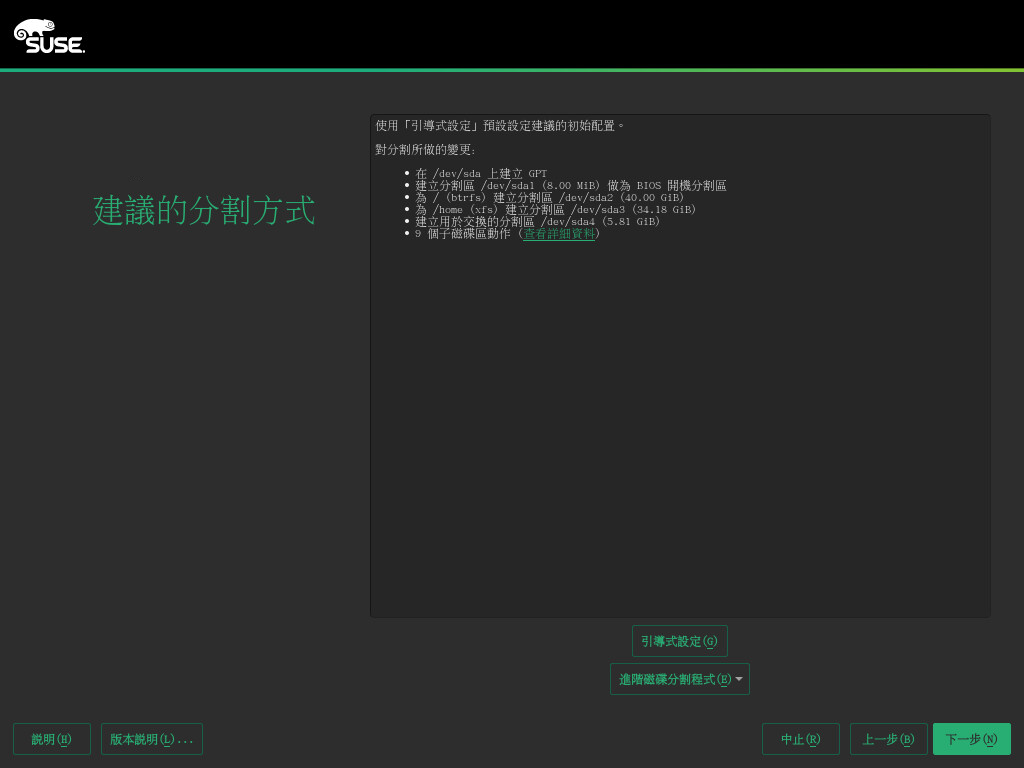 SUSE.
使用「引導式設定」預設設定建議的初始配置。
對分割所做的變更:
建議的分割方式
• 在 /dev/sda 上建立 GPT
• 建立分割區 /dev/sda1 (8.00 MiB) 做為 BIOS 開機分割區
• 為 / (btrfs) 建立分割區 /dev/sda2 (40.00 GiB)
• 為 /home (xfs) 建立分割區 /dev/sda3 (34.18 GiB)
• 建立用於交換的分割區 /dev/sda4 (5.81 GiB)
• 9 個子磁碟區動作 (查看詳細資料)
引導式設定(G)
進階磁碟分割程式(E)
說明(H)
版本說明(L)...
中止(R)
上一步(B)
下一步(N)